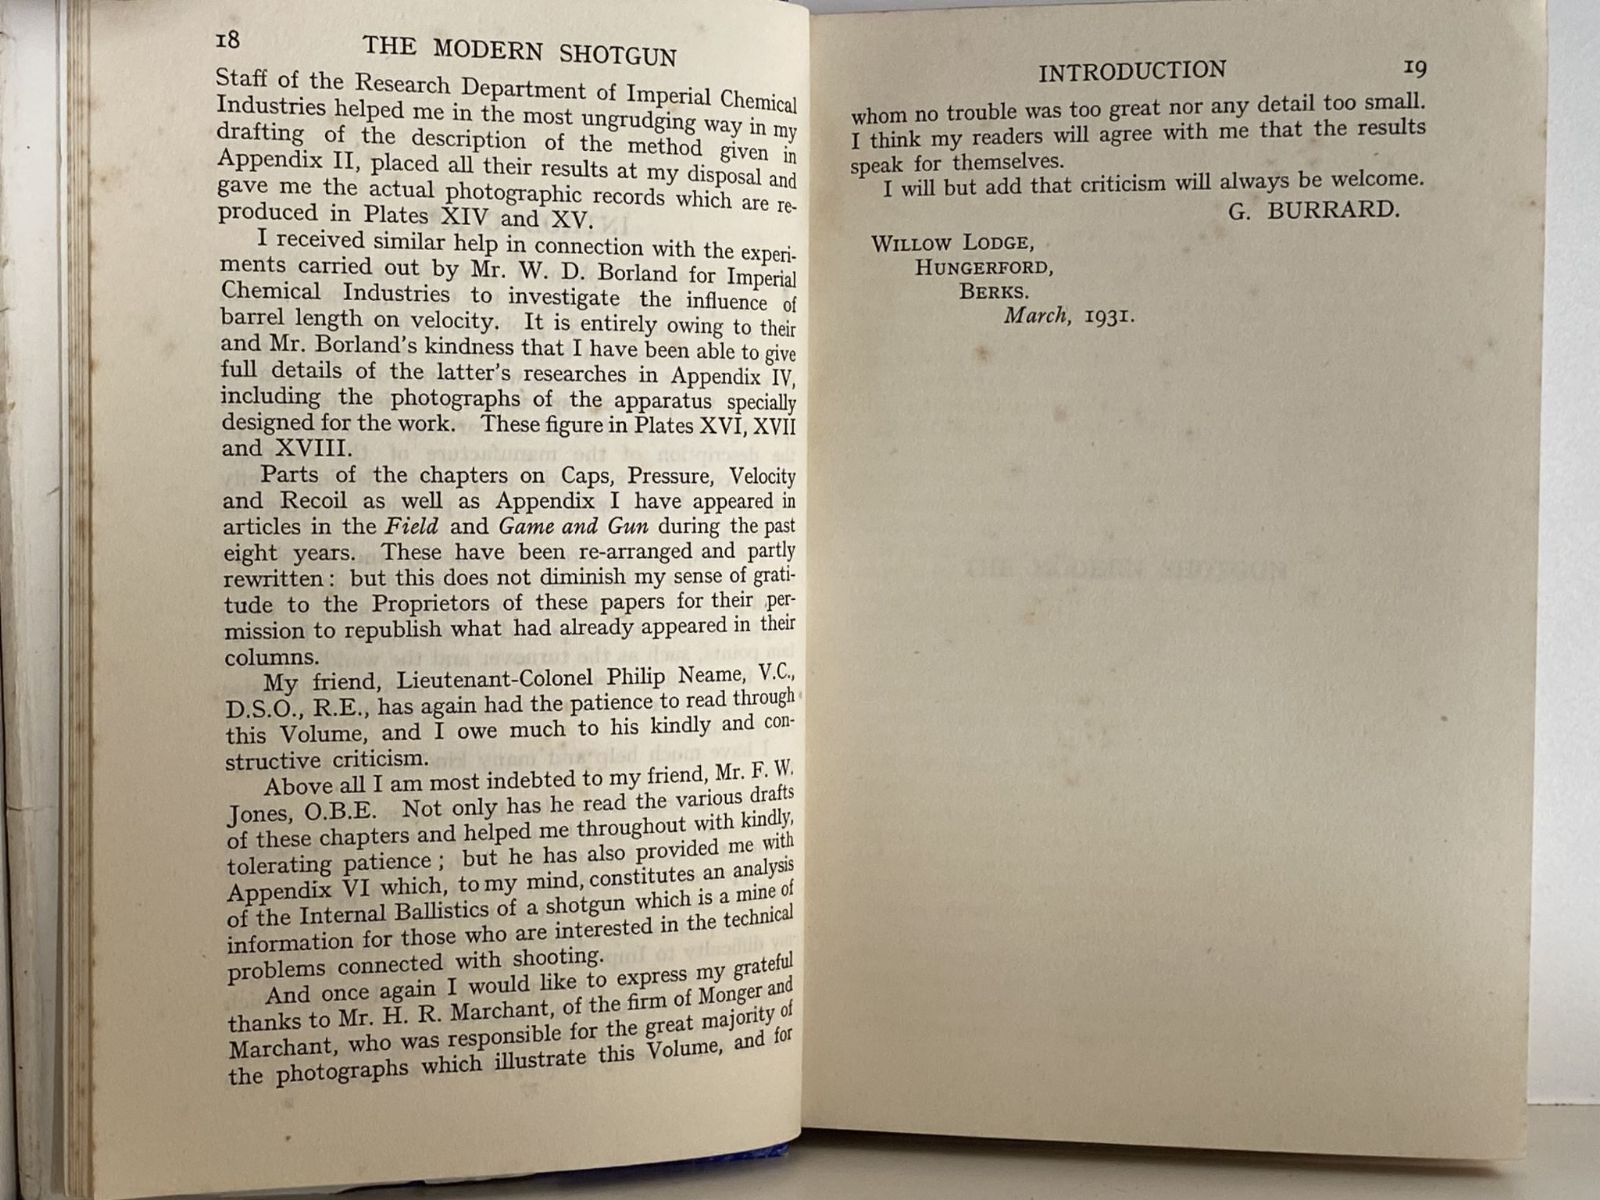 18
THE MODERN SHOTGUN
Staff of the Research Department of Imperial Chemical
Industries helped me in the most ungrudging way in my
drafting of the description of the method given in
Appendix II, placed all their results at my disposal and
gave me the actual photographic records which are re-
produced in Plates XIV and XV.
I received similar help in connection with the experi-
ments carried out by Mr. W. D. Borland for Imperial
Chemical Industries to investigate the influence of
barrel length on velocity. It is entirely owing to their
and Mr. Borland's kindness that I have been able to give
full details of the latter's researches in Appendix IV,
including the photographs of the apparatus specially
designed for the work. These figure in Plates XVI, XVII
and XVIII.
Parts of the chapters on Caps, Pressure, Velocity
and Recoil as well as Appendix I have appeared in
articles in the Field and Game and Gun during the past
eight years. These have been re-arranged and partly
rewritten : but this does not diminish my sense of grati-
tude to the Proprietors of these papers for their per-
mission to republish what had already appeared in their
columns.
My friend, Lieutenant-Colonel Philip Neame, V.C.,
D.S.O., R.E., has again had the patience to read through
this Volume, and I owe much to his kindly and con-
structive criticism.
Above all I am most indebted to my friend, Mr. F. W.
Jones, O.B.E. Not only has he read the various drafts
of these chapters and helped me throughout with kindly,
tolerating patience ; but he has also provided me with
Appendix VI which, to my mind, constitutes an analysis
of the Internal Ballistics of a shotgun which is a mine of
information for those who are interested in the technical
problems connected with shooting.
And once again I would like to express my grateful
thanks to Mr. H. R. Marchant, of the firm of Monger and
Marchant, who was responsible for the great majority of
the photographs which illustrate this Volume, and for
INTRODUCTION
19
whom no trouble was too great nor any detail too small.
I think my readers will agree with me that the results
speak for themselves.
I will but add that criticism will always be welcome.
G. BURRARD.
WILLOW LODGE,
HUNGERFORD,
BERKS.
March, 1931.
THE MODERN SHOTGUN